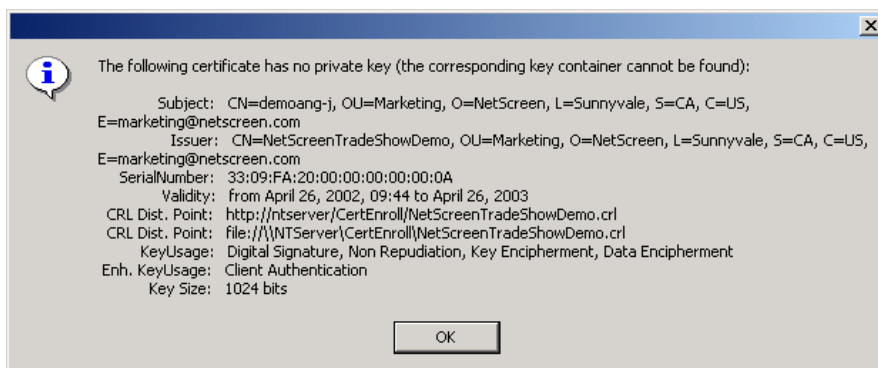 The following certificate has no private key (the corresponding key container cannot be found):
Subject: CN=demoang-j, OU=Marketing, O=NetScreen, L=Sunnyvale, S=CA, C=US,
E=marketing@netscreen.com
Issuer: CN=NetScreenTradeShowDemo, OU=Marketing, O=NetScreen, L=Sunnyvale, S=CA, C=US,
E=marketing@netscreen.com
SerialNumber: 33:09:FA:20:00:00:00:00:00:0A
Validity: from April 26, 2002, 09:44 to April 26, 2003
CRL Dist. Point: http://ntserver/CertEnroll/NetScreenTradeShowDemo.crl
CRL Dist. Point: file://\\NTServer\CertEnroll\NetScreenTradeShowDemo.crl
KeyUsage: Digital Signature, Non Repudiation, Key Encipherment, Data Encipherment
Enh. KeyUsage: Client Authentication
Key Size: 1024 bits
OK